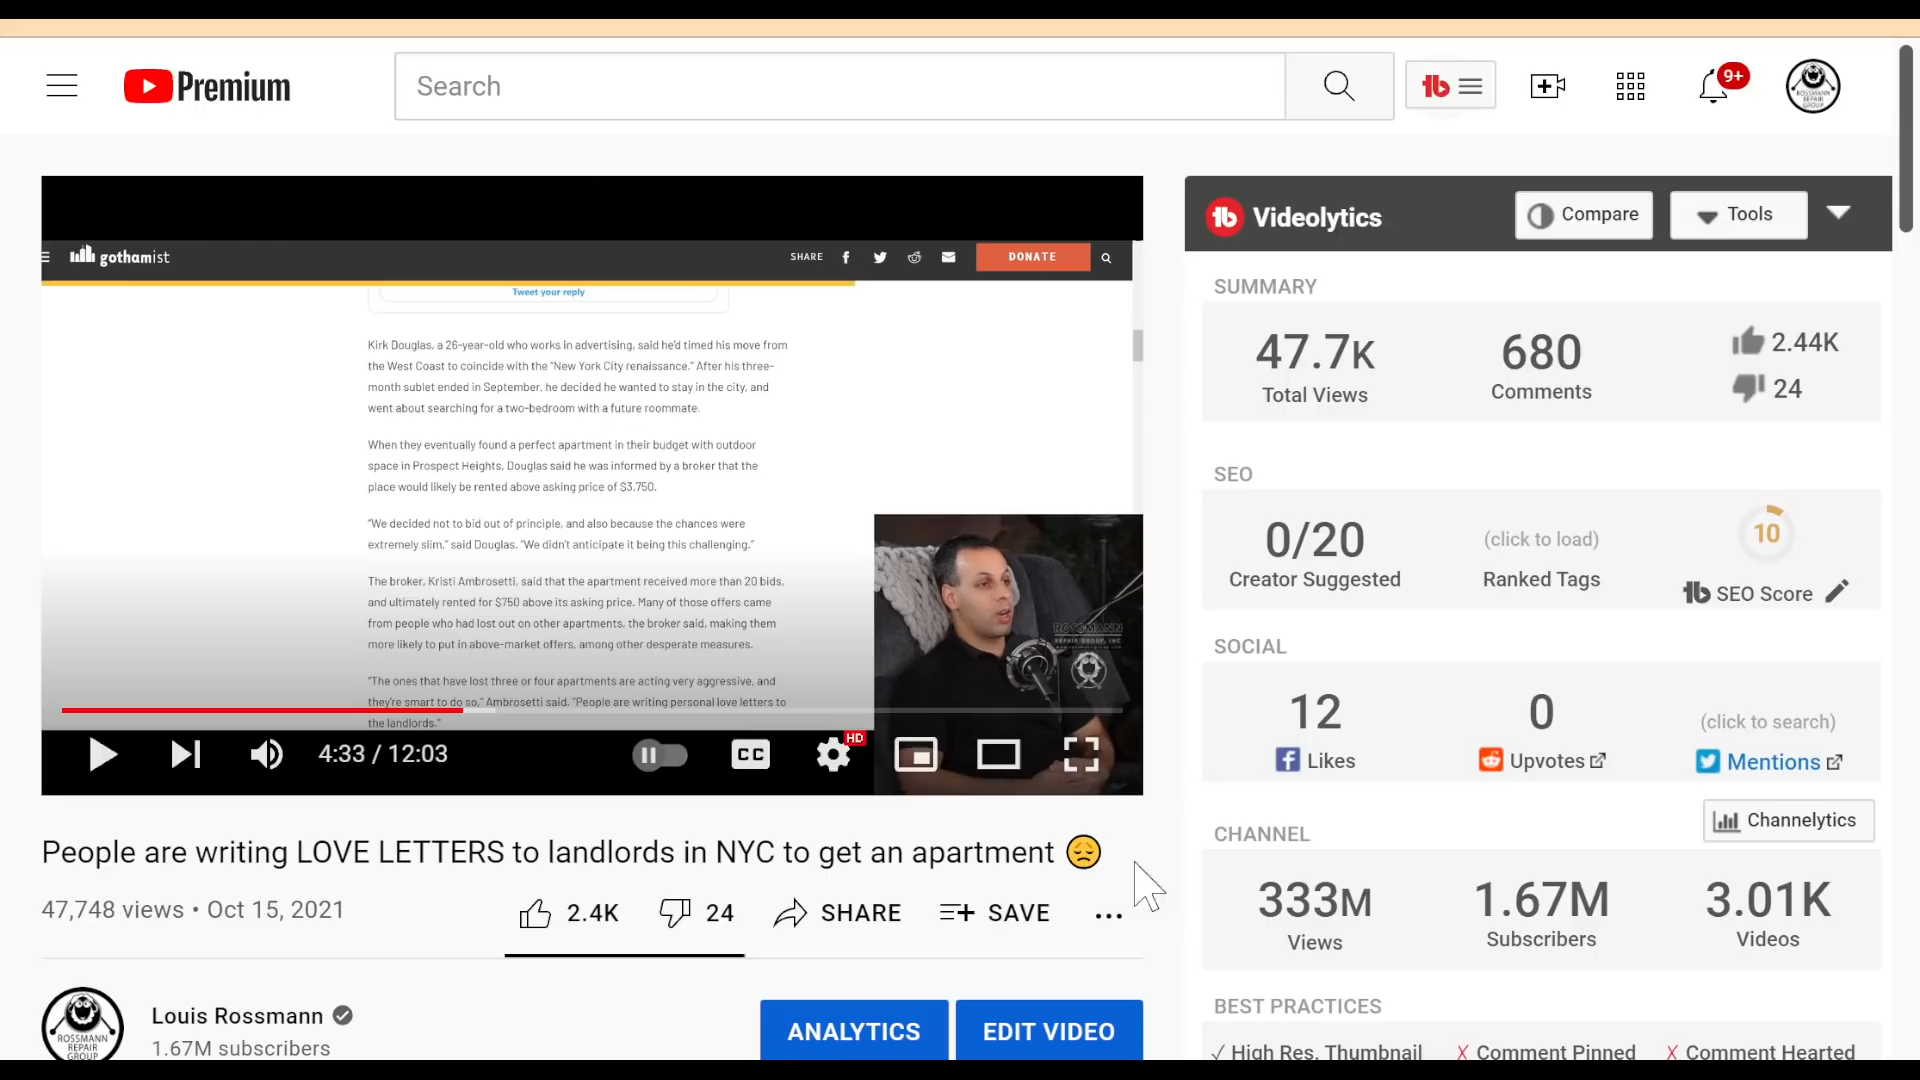 Premium
Search
9+
gothamist
SHARE
DONATE
Tweet your reply
Kirk Douglas, a 26-year-old who works in advertising, said he'd timed his move from
the West Coast to coincide with the "New York City renaissance." After his three-
month sublet ended in September, he decided he wanted to stay in the city, and
went about searching for a two-bedroom with a future roommate.
When they eventually found a perfect apartment in their budget with outdoor
space in Prospect Heights, Douglas said he was informed by a broker that the
place would likely be rented above asking price of $3,750.
"We decided not to bid out of principle, and also because the chances were
extremely slim," said Douglas. "We didn't anticipate it being this challenging."
The broker, Kristi Ambrosetti, said that the apartment received more than 20 bids,
and ultimately rented for $750 above its asking price. Many of those offers came
from people who had lost out on other apartments, the broker said, making them
more likely to put in above-market offers, among other desperate measures.
"The ones that have lost three or four apartments are acting very aggressive, and
they're smart to do so," Ambrosetti said. "People are writing personal love letters to
the landlords."
ROSSMANN
REPAIR GROUP, INC
4:33 / 12:03
CC
HD
People are writing LOVE LETTERS to landlords in NYC to get an apartment 😞
47,748 views • Oct 15, 2021
2.4K
24
SHARE
SAVE
Louis Rossmann
1.67M subscribers
ROSSMANN
REPAIR
GROUP
ANALYTICS
EDIT VIDEO
Videolytics
Compare
Tools
SUMMARY
47.7K
Total Views
680
Comments
2.44K
24
SEO
0/20
Creator Suggested
(click to load)
Ranked Tags
10
SEO Score
SOCIAL
12
Likes
0
Upvotes
(click to search)
Mentions
CHANNEL
Channelytics
333M
Views
1.67M
Subscribers
3.01K
Videos
BEST PRACTICES
✓ High Res. Thumbnail
X Comment Pinned
X Comment Hearted